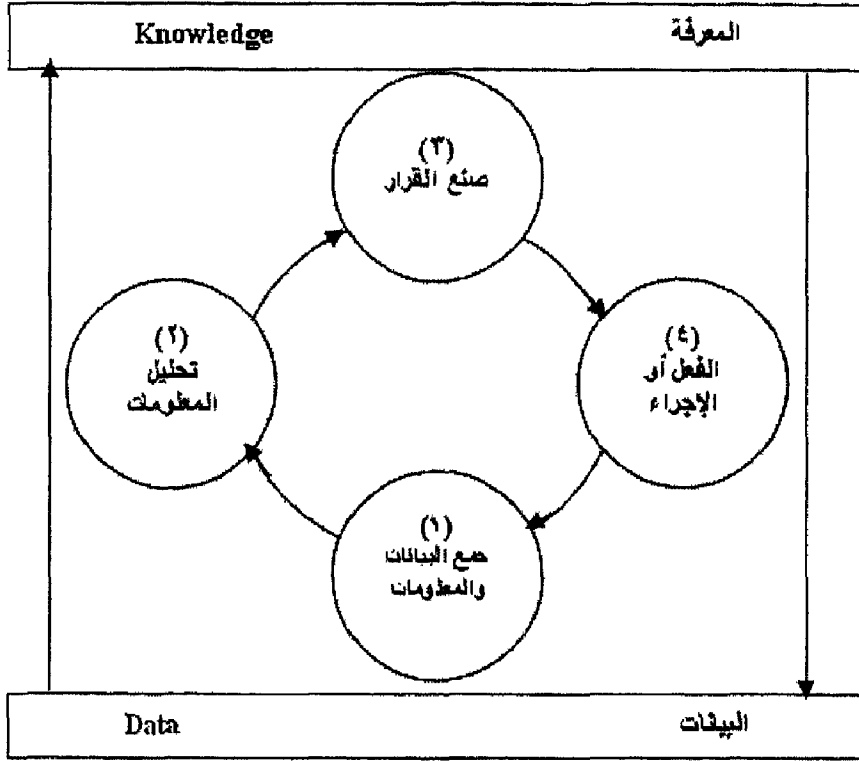 Knowledge المعرفة
(٣)
صنع القرار
(٢)
تحليل
المعلومات
(٤)
الفعل أو
الإجراء
(١)
جمع البيانات
والمعلومات
Data البيانات